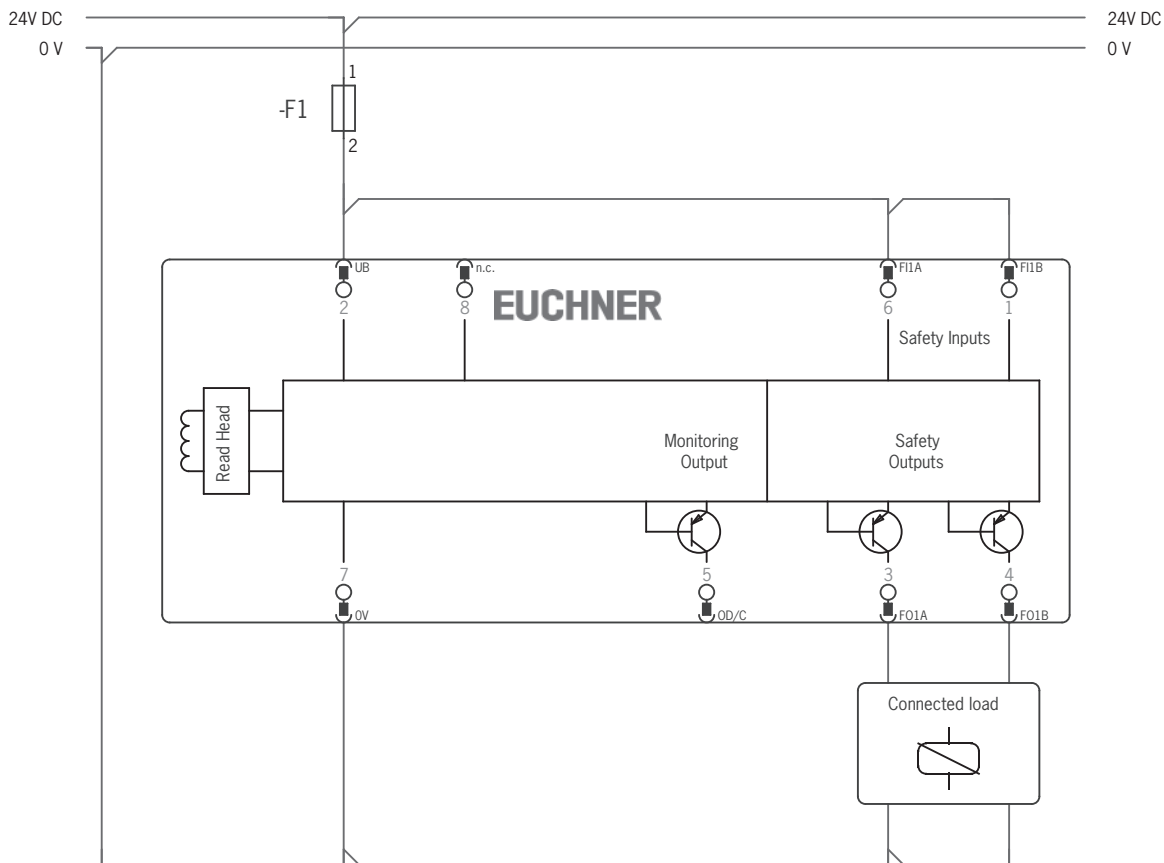 24V DC
24V DC
0 V
0 V
1
-F1
2
UB
n.c.
FI1A
FI1B
2
8
EUCHNER
6
1
Safety Inputs
Read Head
Monitoring
Output
Safety
Outputs
7
5
3
4
0V
OD/C
FO1A
FO1B
Connected load